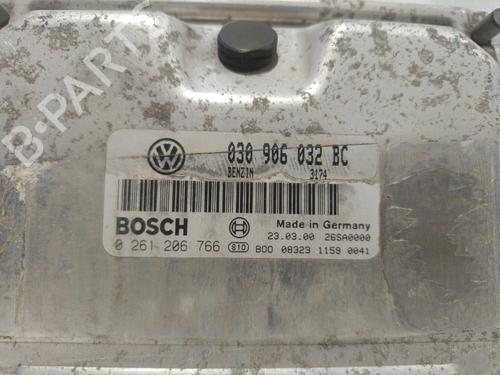 030 906 032 BC
BENZIN 3174
BOSCH
Made in Germany
23.03.00 26SA0000
0 261 206 766 810 B00 08323 1159 0041
B-PARTS